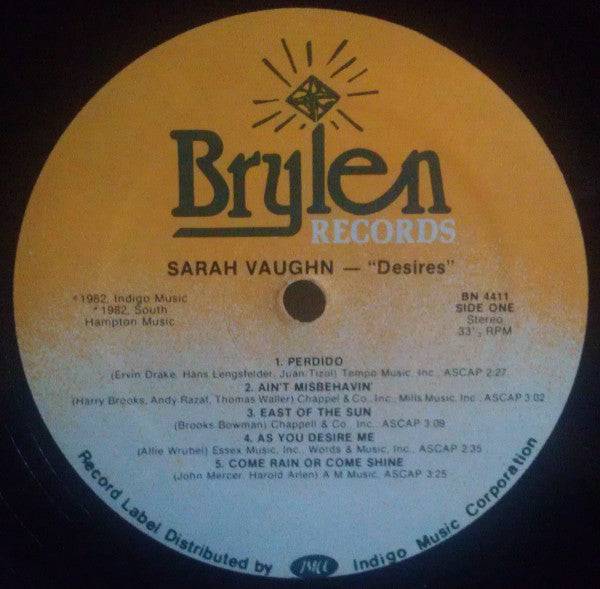 Brylen
RECORDS
SARAH VAUGHN — "Desires"
℗1982, Indigo Music
©1982, South
Hampton Music
BN 4411
SIDE ONE
Stereo
33⅓ RPM
1. PERDIDO
(Ervin Drake, Hans Lengsfelder, Juan Tizol) Tempo Music, Inc., ASCAP 2:27
2. AIN'T MISBEHAVIN'
(Harry Brooks, Andy Razaf, Thomas Waller) Chappel & Co., Inc., Mills Music, Inc., ASCAP 3:02
3. EAST OF THE SUN
(Brooks Bowman) Chappell & Co., Inc., ASCAP 3:09
4. AS YOU DESIRE ME
(Allie Wrubel) Essex Music, Inc., Words & Music, Inc., ASCAP 2:35
5. COME RAIN OR COME SHINE
(John Mercer, Harold Arlen) A M Music, ASCAP 3:25
Record Label Distributed by IMC Indigo Music Corporation